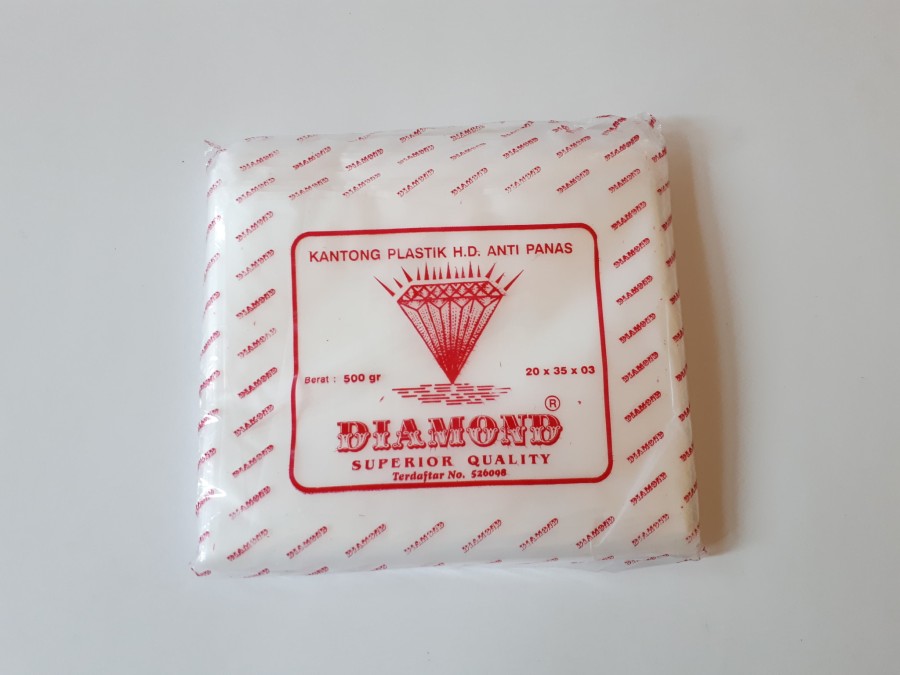 KANTONG PLASTIK H.D. ANTI PANAS
Berat : 500 gr
20 x 35 x 03
DIAMOND ®
SUPERIOR QUALITY
Terdaftar No. 526098